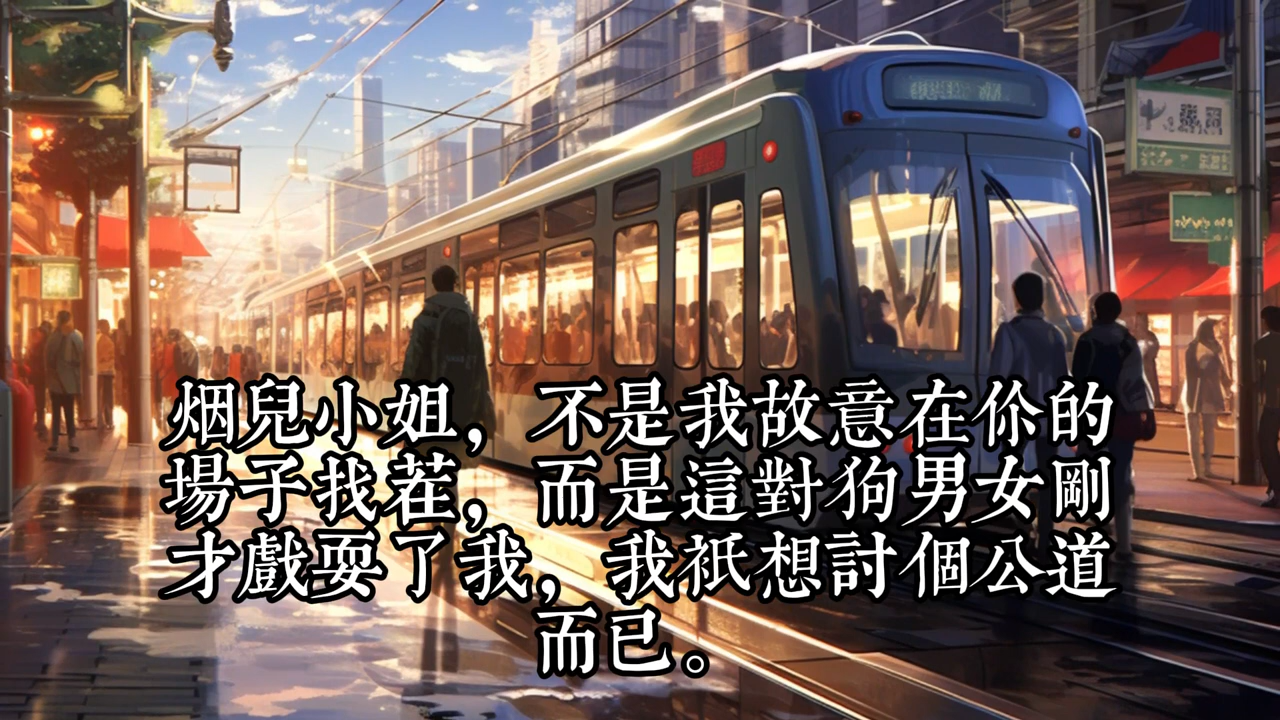 烟兒小姐，不是我故意在伱的
場子找茬，而是這對狗男女剛
才戲耍了我，我衹想討個公道
而已。